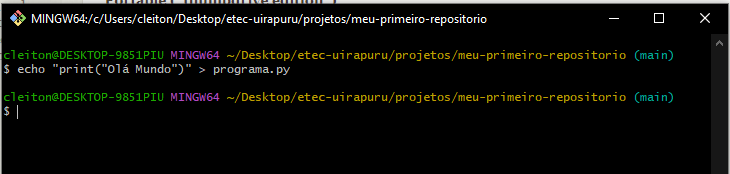 MINGW64:/c/Users/cleiton/Desktop/etec-uirapuru/projetos/meu-primeiro-repositorio
cleiton@DESKTOP-9851PIU MINGW64 ~/Desktop/etec-uirapuru/projetos/meu-primeiro-repositorio (main)
$ echo "print("Olá Mundo")" > programa.py
cleiton@DESKTOP-9851PIU MINGW64 ~/Desktop/etec-uirapuru/projetos/meu-primeiro-repositorio (main)
$